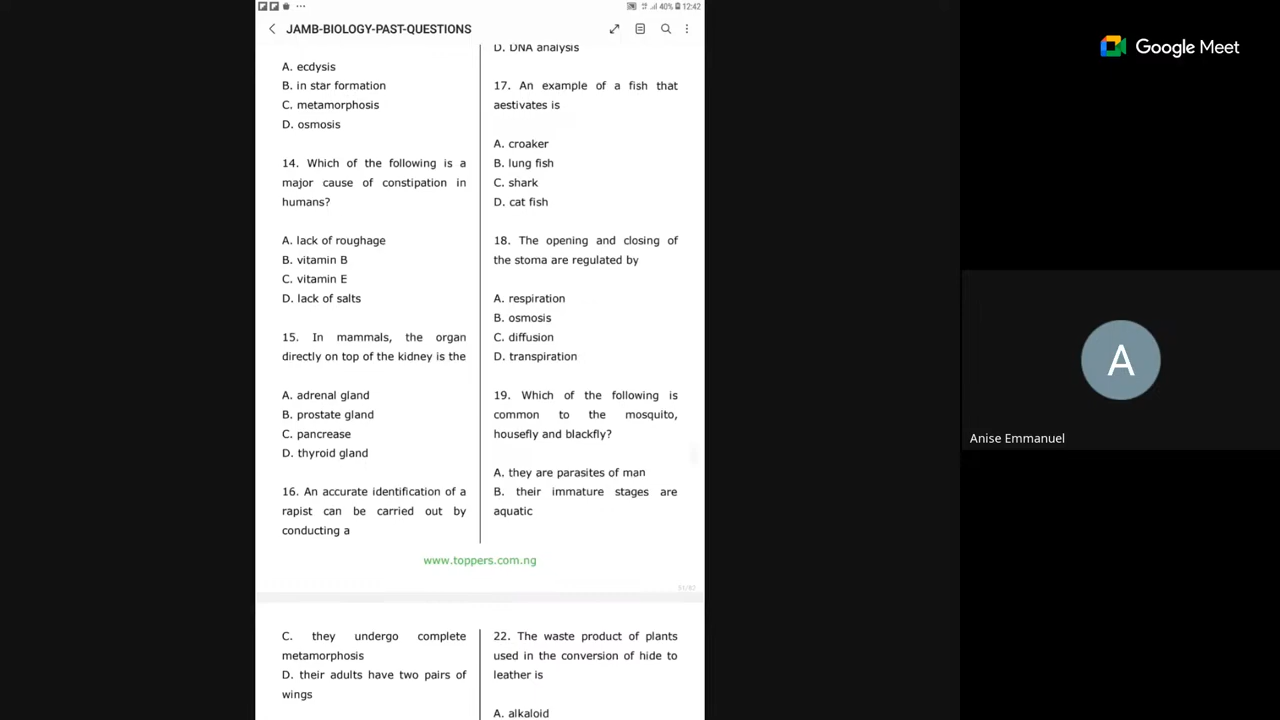 40% 12:42
JAMB-BIOLOGY-PAST-QUESTIONS
A. ecdysis
B. in star formation
C. metamorphosis
D. osmosis
14. Which of the following is a
major cause of constipation in
humans?
A. lack of roughage
B. vitamin B
C. vitamin E
D. lack of salts
15. In mammals, the organ
directly on top of the kidney is the
A. adrenal gland
B. prostate gland
C. pancrease
D. thyroid gland
16. An accurate identification of a
rapist can be carried out by
conducting a
D. DNA analysis
17. An example of a fish that
aestivates is
A. croaker
B. lung fish
C. shark
D. cat fish
18. The opening and closing of
the stoma are regulated by
A. respiration
B. osmosis
C. diffusion
D. transpiration
19. Which of the following is
common to the mosquito,
housefly and blackfly?
A. they are parasites of man
B. their immature stages are
aquatic
www.toppers.com.ng
C. they undergo complete
metamorphosis
D. their adults have two pairs of
wings
22. The waste product of plants
used in the conversion of hide to
leather is
A. alkaloid
Google Meet
A
Anise Emmanuel